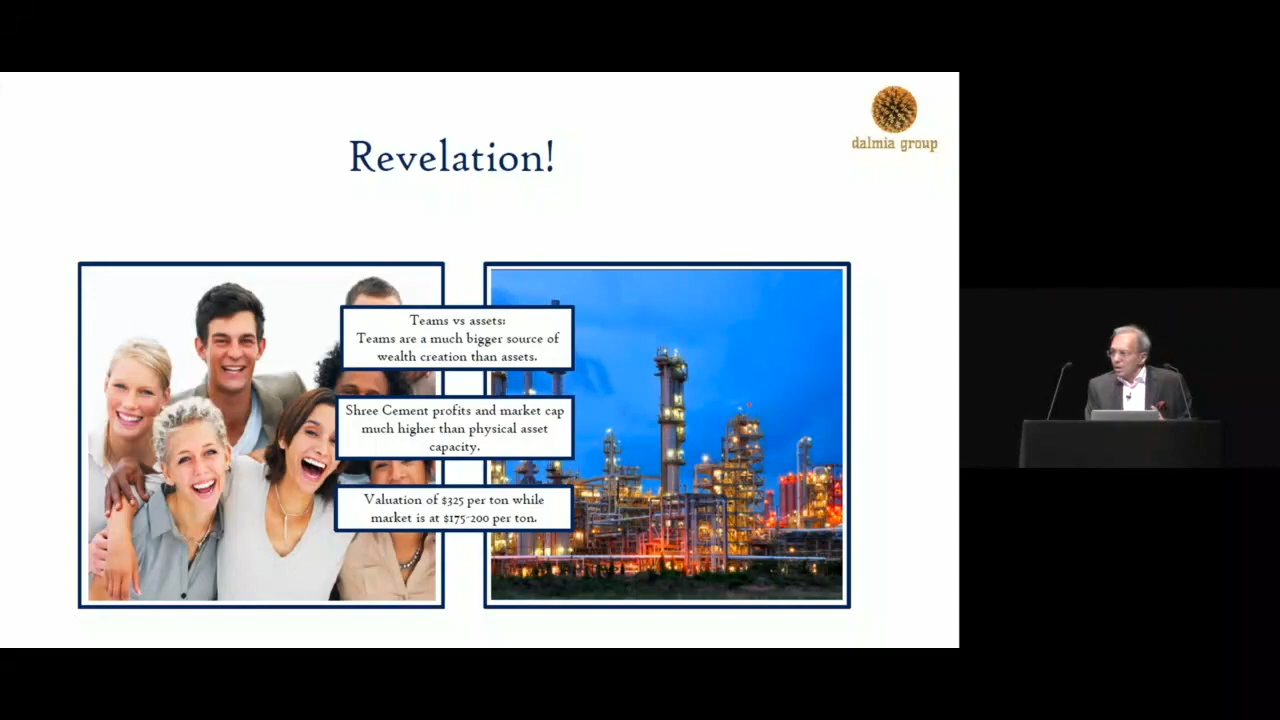 dalmia group
Revelation!
Teams vs assets:
Teams are a much bigger source of
wealth creation than assets.
Shree Cement profits and market cap
much higher than physical asset
capacity.
Valuation of $325 per ton while
market is at $175-200 per ton.